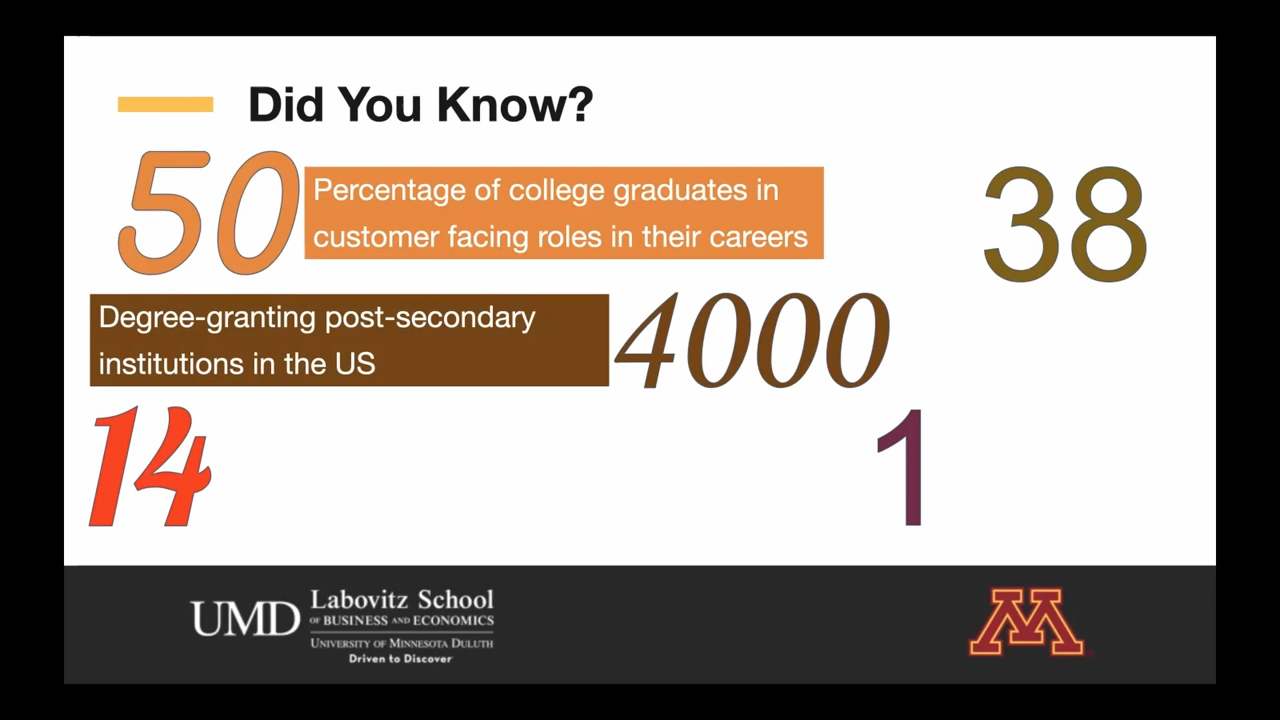 Did You Know?
50
Percentage of college graduates in
customer facing roles in their careers
38
Degree-granting post-secondary
institutions in the US
4000
14
1
UMD
Labovitz School
OF BUSINESS AND ECONOMICS
UNIVERSITY OF MINNESOTA DULUTH
Driven to Discover
M